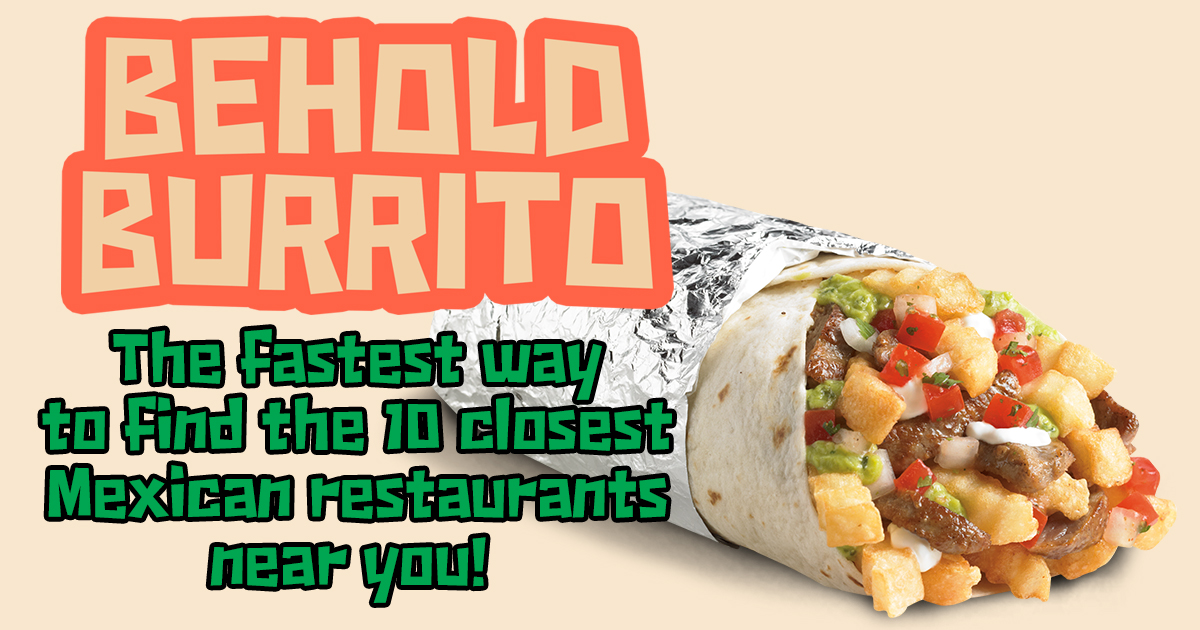 BEHOLD
BURRITO
The fastest way
to find the 10 closest
Mexican restaurants
near you!